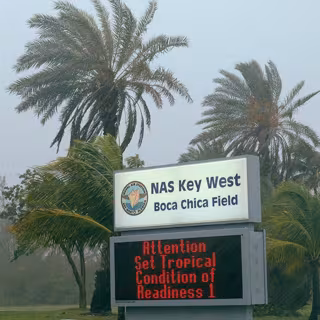 NAS Key West
Boca Chica Field
Attention
Set Tropical
Condition of
Readiness 1